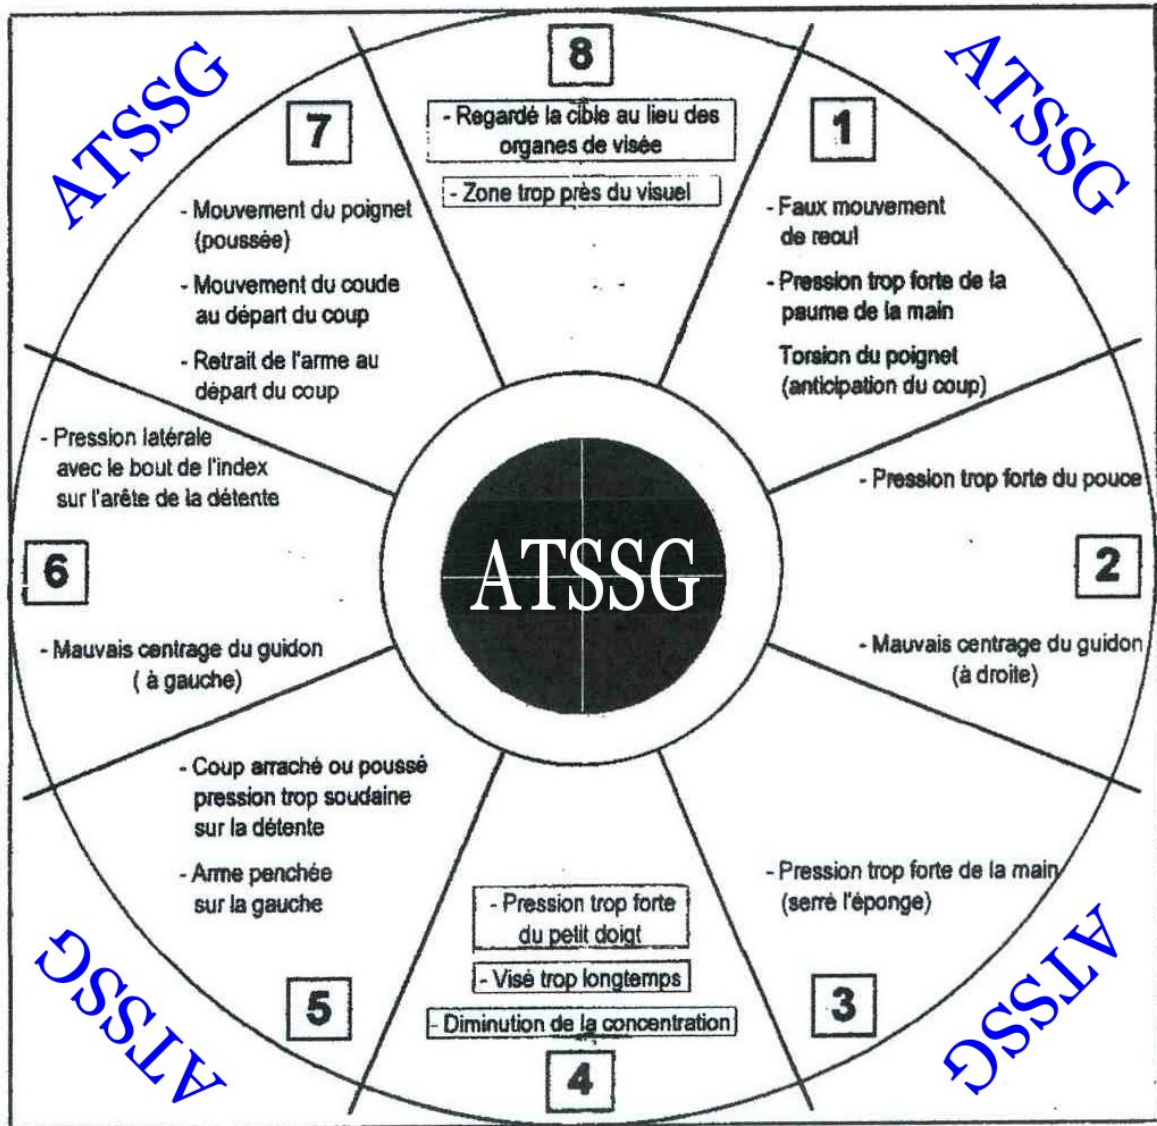 ATSSG
ATSSG
8
- Regardé la cible au lieu des
organes de visée
- Zone trop près du visuel
1
- Faux mouvement
de recul
- Pression trop forte de la
paume de la main
Torsion du poignet
(anticipation du coup)
- Pression trop forte du pouce
2
- Mauvais centrage du guidon
(à droite)
- Pression trop forte de la main
(serré l'éponge)
3
- Pression trop forte
du petit doigt
- Visé trop longtemps
- Diminution de la concentration
4
- Coup arraché ou poussé
pression trop soudaine
sur la détente
- Arme penchée
sur la gauche
5
- Pression latérale
avec le bout de l'index
sur l'arête de la détente
6
- Mauvais centrage du guidon
( à gauche)
7
- Mouvement du poignet
(poussée)
- Mouvement du coude
au départ du coup
- Retrait de l'arme au
départ du coup
ATSSG
ATSSG
ATSSG